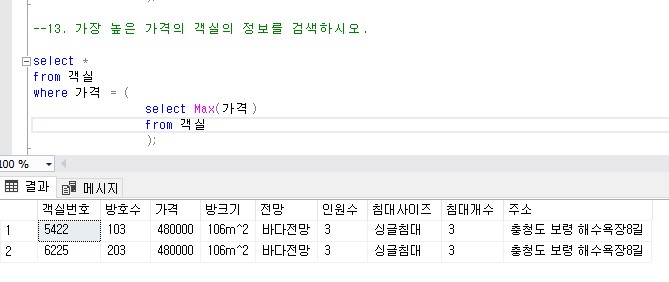 --13. 가장 높은 가격의 객실의 정보를 검색하시오.
select *
from 객실
where 가격 = (
select Max(가격)
from 객실
);
100 %
결과 메시지
객실번호 방호수 가격 방크기 전망 인원수 침대사이즈 침대개수 주소
1 5422 103 480000 106m^2 바다전망 3 싱글침대 3 충청도 보령 해수욕장8길
2 6225 203 480000 106m^2 바다전망 3 싱글침대 3 충청도 보령 해수욕장8길